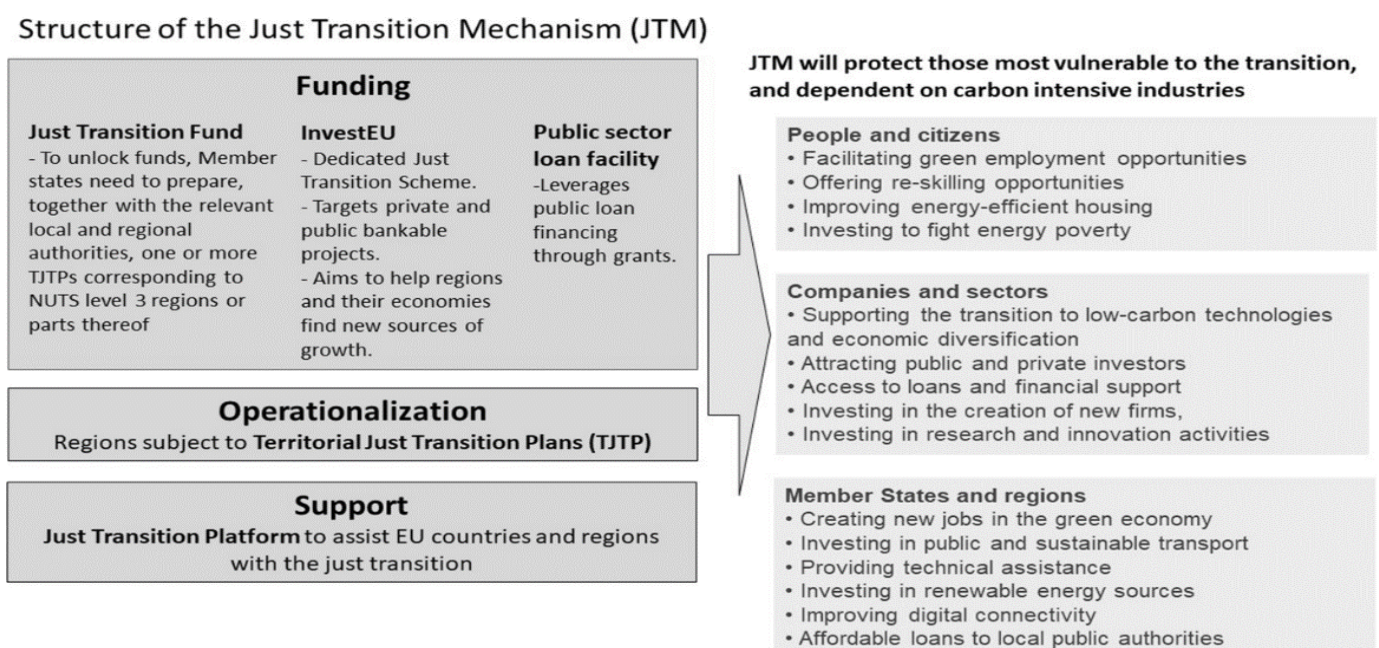 Structure of the Just Transition Mechanism (JTM)
Funding
Just Transition Fund
- To unlock funds, Member
states need to prepare,
together with the relevant
local and regional
authorities, one or more
TJTPs corresponding to
NUTS level 3 regions or
parts thereof
InvestEU
- Dedicated Just
Transition Scheme.
- Targets private and
public bankable
projects.
- Aims to help regions
and their economies
find new sources of
growth.
Public sector
loan facility
-Leverages
public loan
financing
through grants.
Operationalization
Regions subject to Territorial Just Transition Plans (TJTP)
Support
Just Transition Platform to assist EU countries and regions
with the just transition
JTM will protect those most vulnerable to the transition,
and dependent on carbon intensive industries
People and citizens
• Facilitating green employment opportunities
• Offering re-skilling opportunities
• Improving energy-efficient housing
• Investing to fight energy poverty
Companies and sectors
• Supporting the transition to low-carbon technologies
and economic diversification
• Attracting public and private investors
• Access to loans and financial support
• Investing in the creation of new firms,
• Investing in research and innovation activities
Member States and regions
• Creating new jobs in the green economy
• Investing in public and sustainable transport
• Providing technical assistance
• Investing in renewable energy sources
• Improving digital connectivity
• Affordable loans to local public authorities